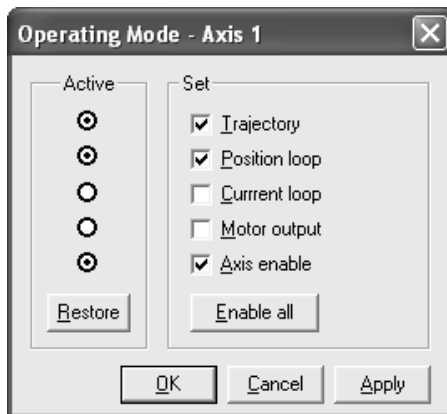 Operating Mode - Axis 1
Active
Set
Trajectory
Position loop
Currrent loop
Motor output
Axis enable
Restore
Enable all
OK
Cancel
Apply